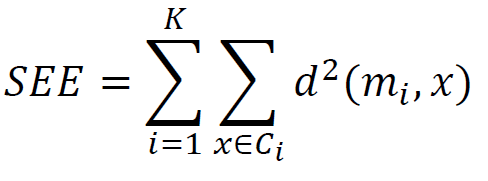 SEE = \sum_{i=1}^{K} \sum_{x \in C_i} d^2(m_i, x)